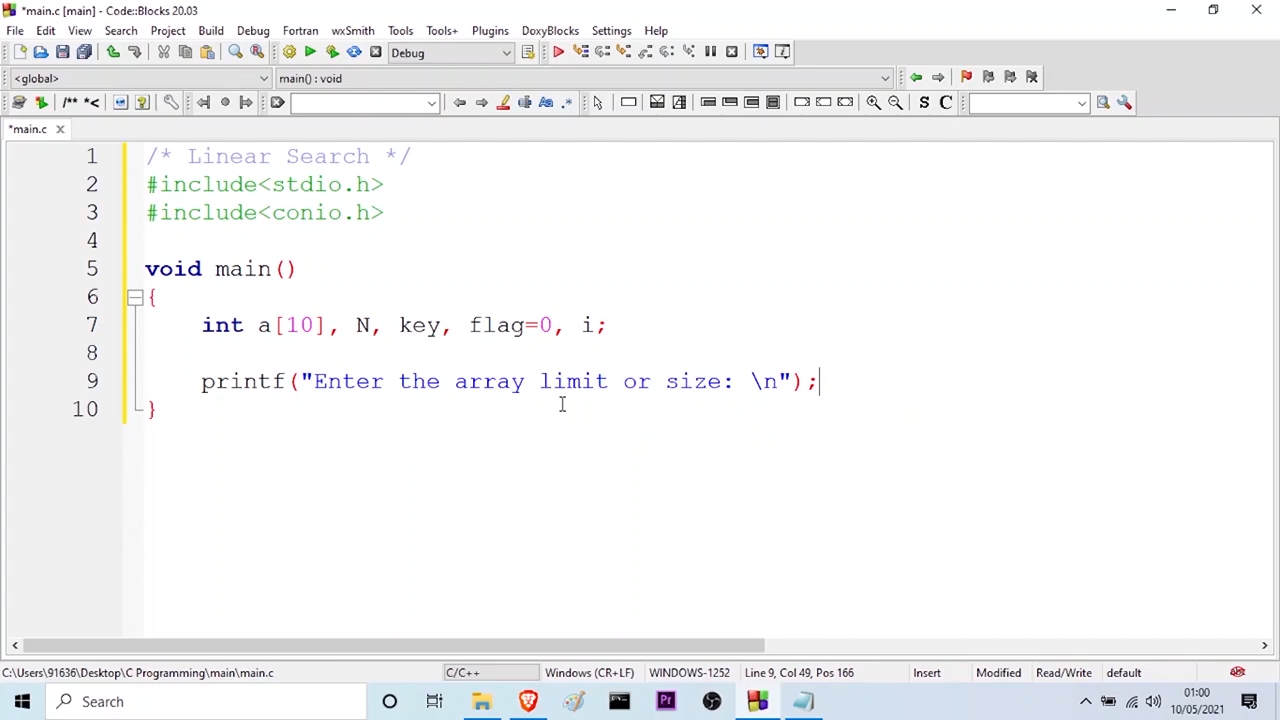 *main.c [main] - Code::Blocks 20.03
File Edit View Search Project Build Debug Fortran wxSmith Tools Tools+ Plugins DoxyBlocks Settings Help
Debug
<global> main() : void
/** *< Aa .* S C
*main.c
1 /* Linear Search */
2 #include<stdio.h>
3 #include<conio.h>
4
5 void main()
6 {
7 int a[10], N, key, flag=0, i;
8
9 printf("Enter the array limit or size: \n");
10 }
C:\Users\91636\Desktop\C Programming\main\main.c C/C++ Windows (CR+LF) WINDOWS-1252 Line 9, Col 49, Pos 166 Insert Modified Read/Write default
Search Pr 01:00
10/05/2021